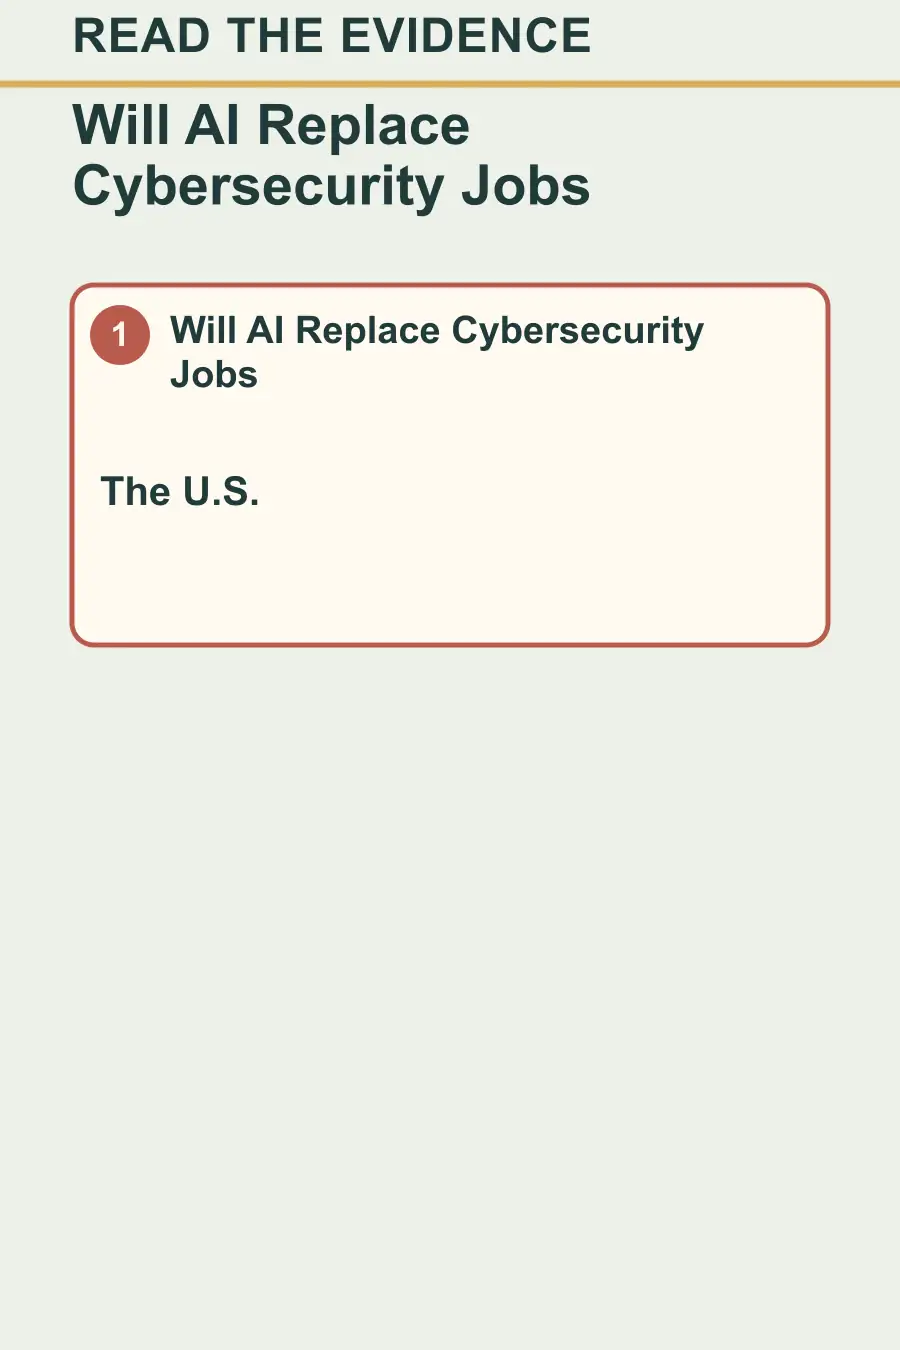 READ THE EVIDENCE
Will AI Replace
Cybersecurity Jobs
1
Will AI Replace Cybersecurity
Jobs
The U.S.